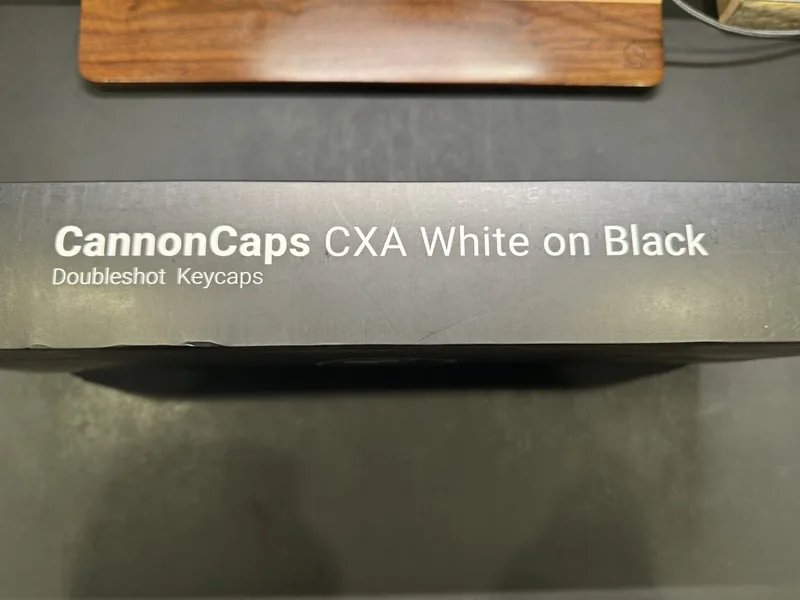 CannonCaps CXA White on Black
Doubleshot Keycaps